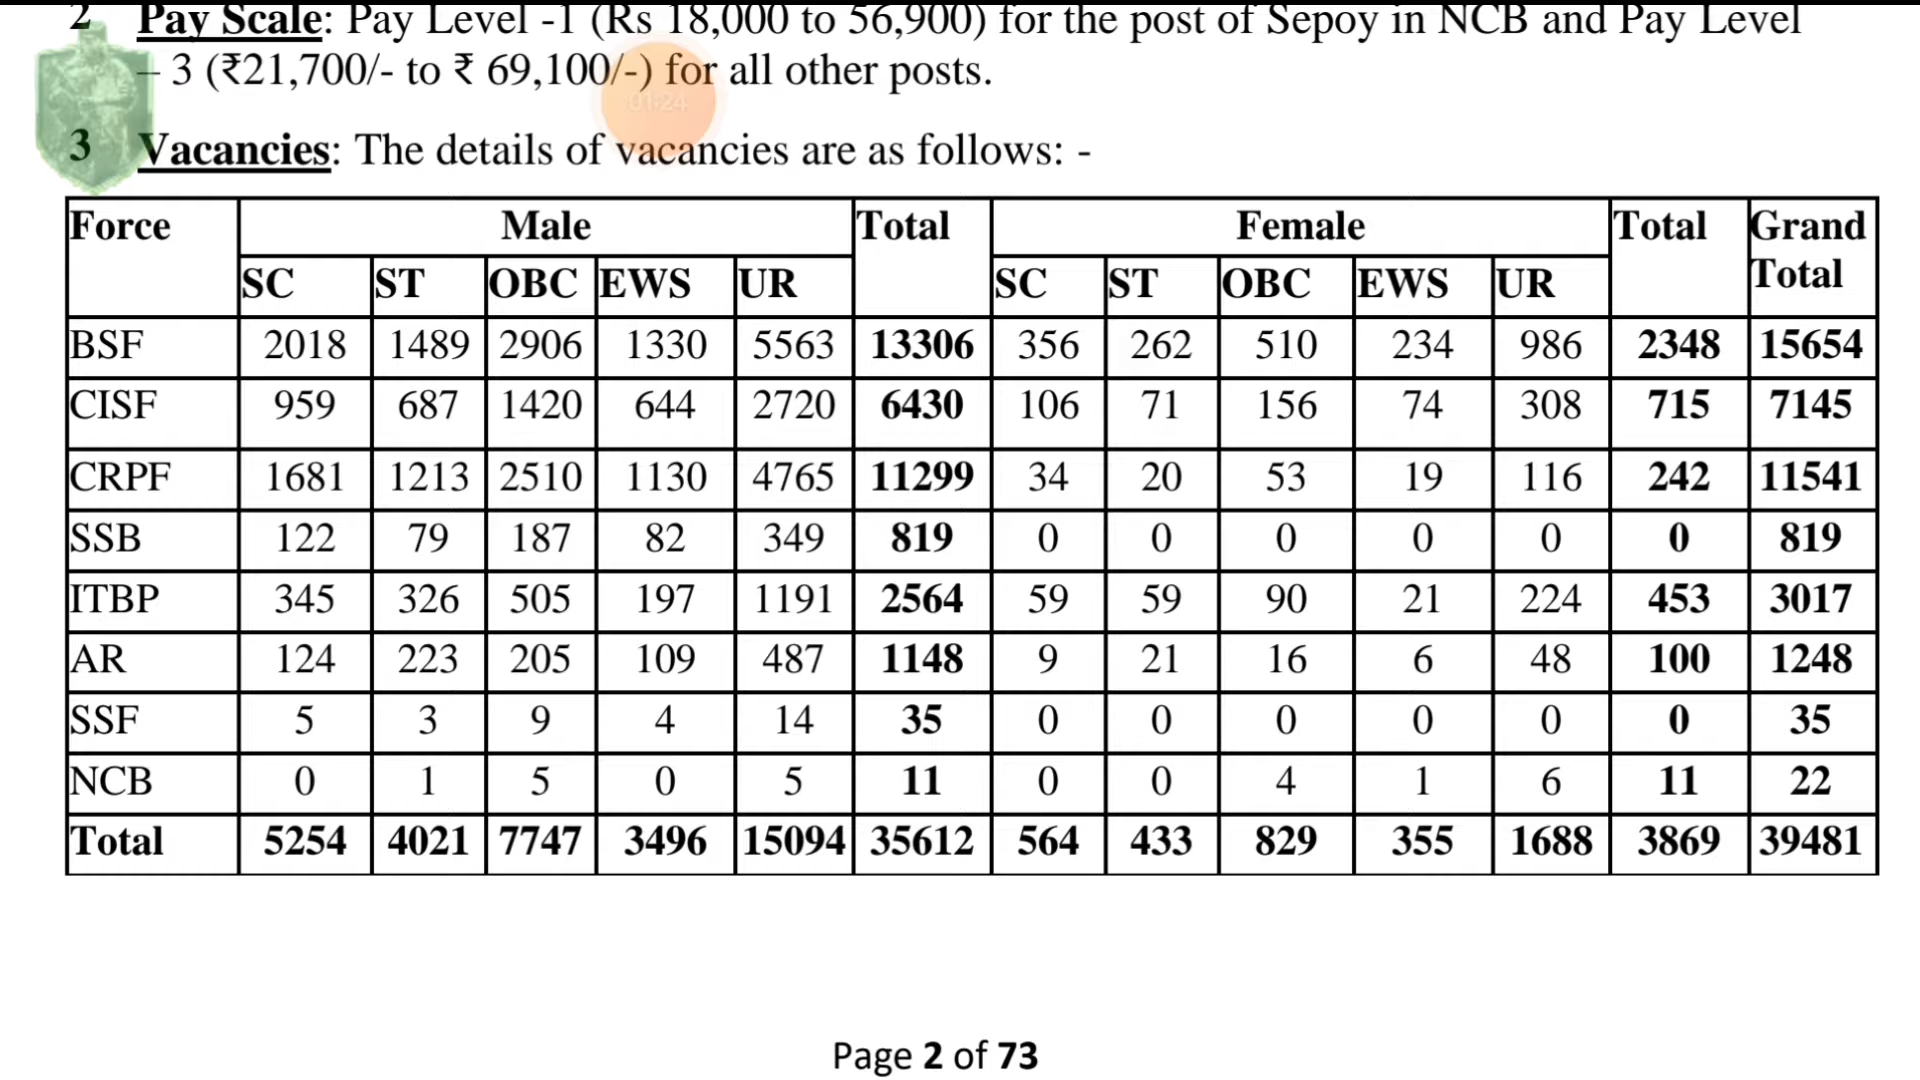 2 Pay Scale: Pay Level -1 (Rs 18,000 to 56,900) for the post of Sepoy in NCB and Pay Level
– 3 (₹21,700/- to ₹ 69,100/-) for all other posts.
01:24
3 Vacancies: The details of vacancies are as follows: -
Force Male Total Female Total Grand Total
SC ST OBC EWS UR SC ST OBC EWS UR
BSF 2018 1489 2906 1330 5563 13306 356 262 510 234 986 2348 15654
CISF 959 687 1420 644 2720 6430 106 71 156 74 308 715 7145
CRPF 1681 1213 2510 1130 4765 11299 34 20 53 19 116 242 11541
SSB 122 79 187 82 349 819 0 0 0 0 0 0 819
ITBP 345 326 505 197 1191 2564 59 59 90 21 224 453 3017
AR 124 223 205 109 487 1148 9 21 16 6 48 100 1248
SSF 5 3 9 4 14 35 0 0 0 0 0 0 35
NCB 0 1 5 0 5 11 0 0 4 1 6 11 22
Total 5254 4021 7747 3496 15094 35612 564 433 829 355 1688 3869 39481
Page 2 of 73